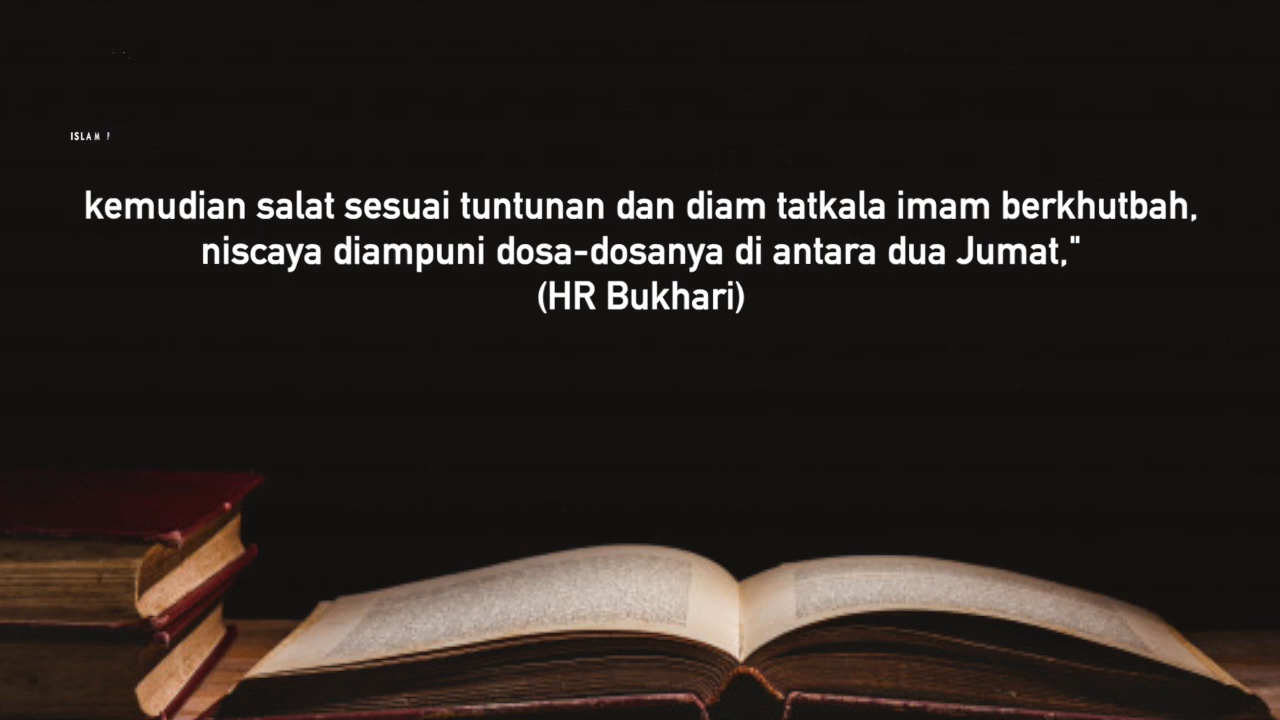 ISLAM
kemudian salat sesuai tuntunan dan diam tatkala imam berkhutbah,
niscaya diampuni dosa-dosanya di antara dua Jumat,"
(HR Bukhari)